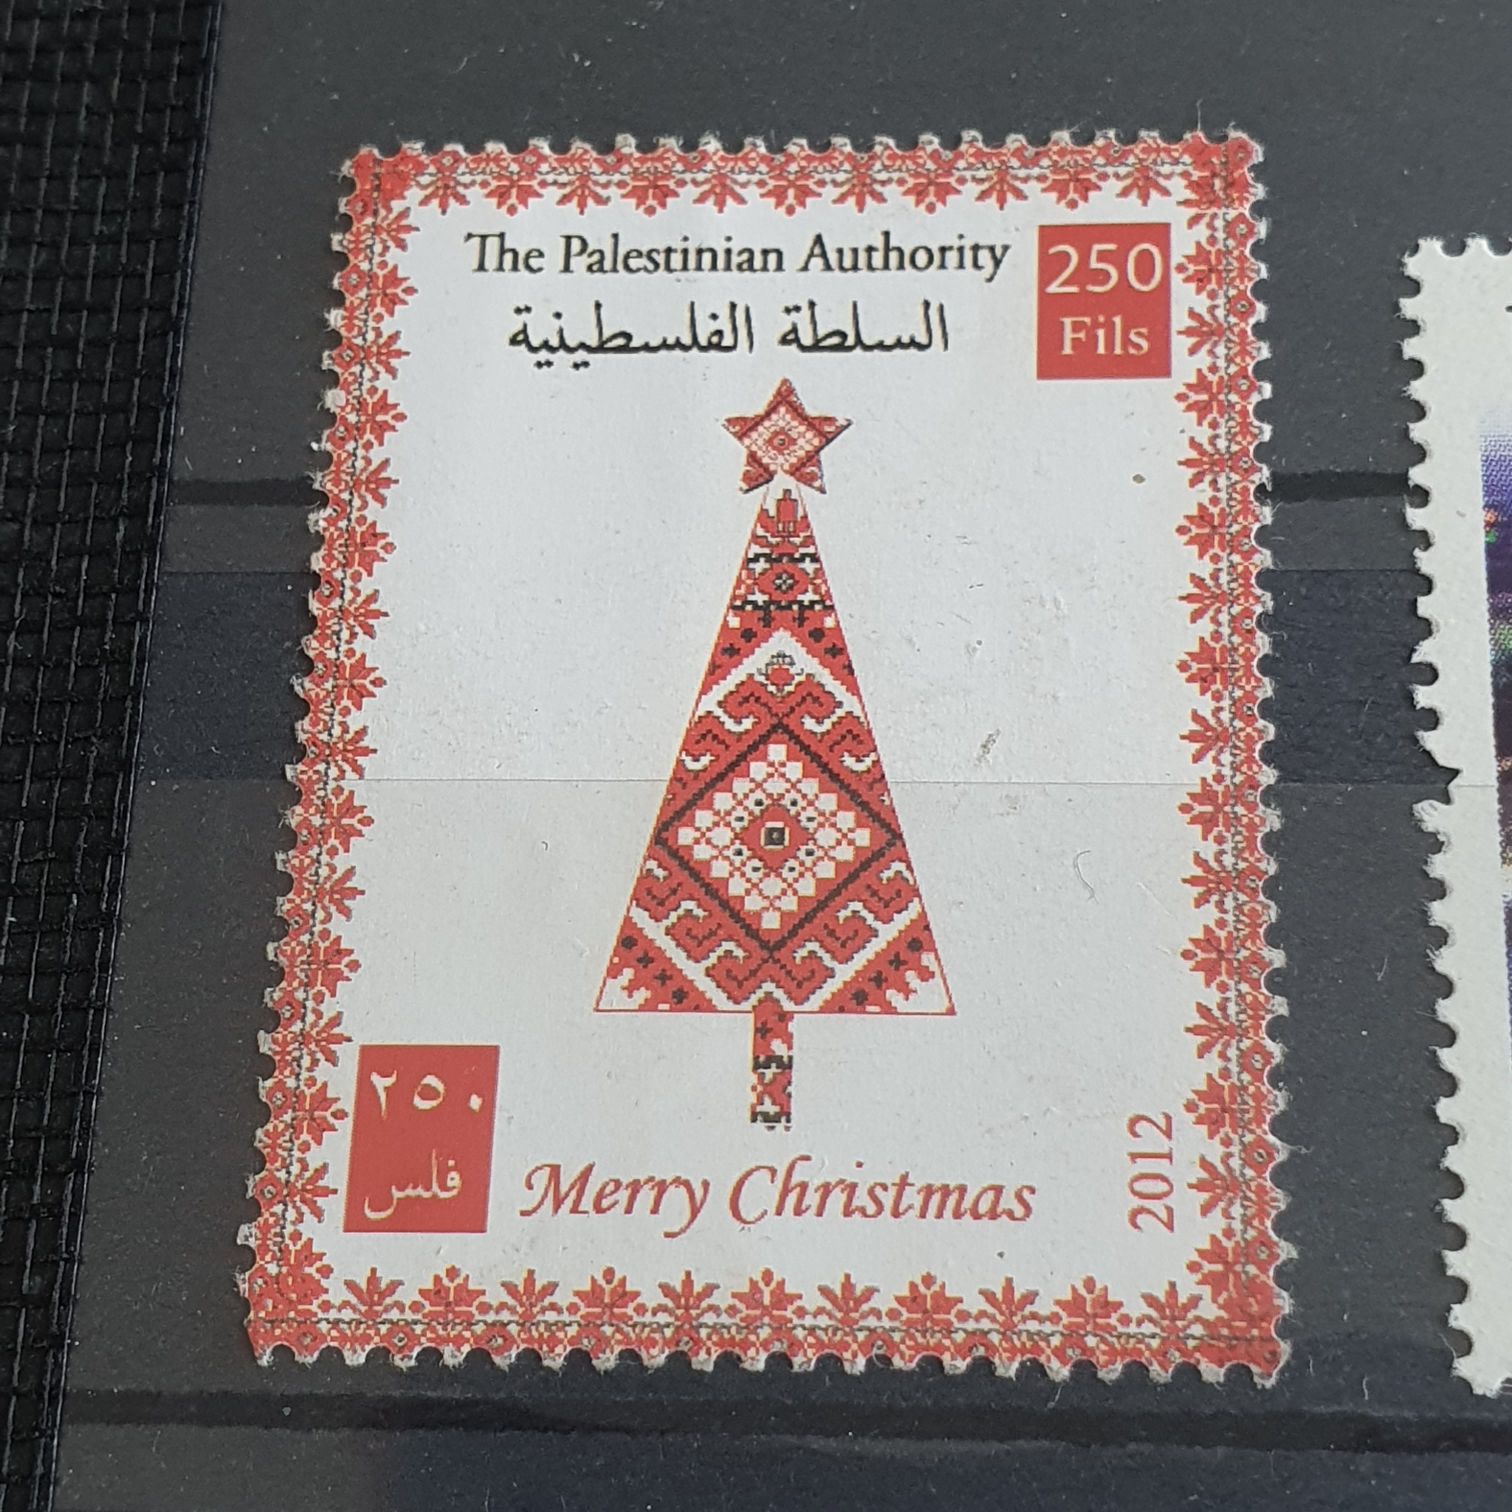 The Palestinian Authority
السلطة الفلسطينية
250
Fils
٢٥٠
فلس
Merry Christmas
2012